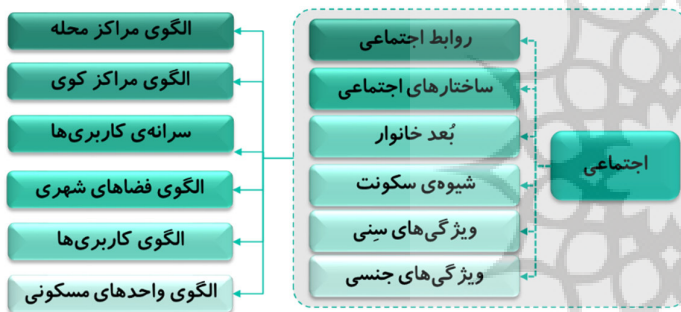 اجتماعی
روابط اجتماعی
ساختارهای اجتماعی
بُعد خانوار
شیوه‌ی سکونت
ویژگی‌های سِنی
ویژگی‌های جنسی
الگوی مراکز محله
الگوی مراکز کوی
سرانه‌ی کاربری‌ها
الگوی فضاهای شهری
الگوی کاربری‌ها
الگوی واحدهای مسکونی